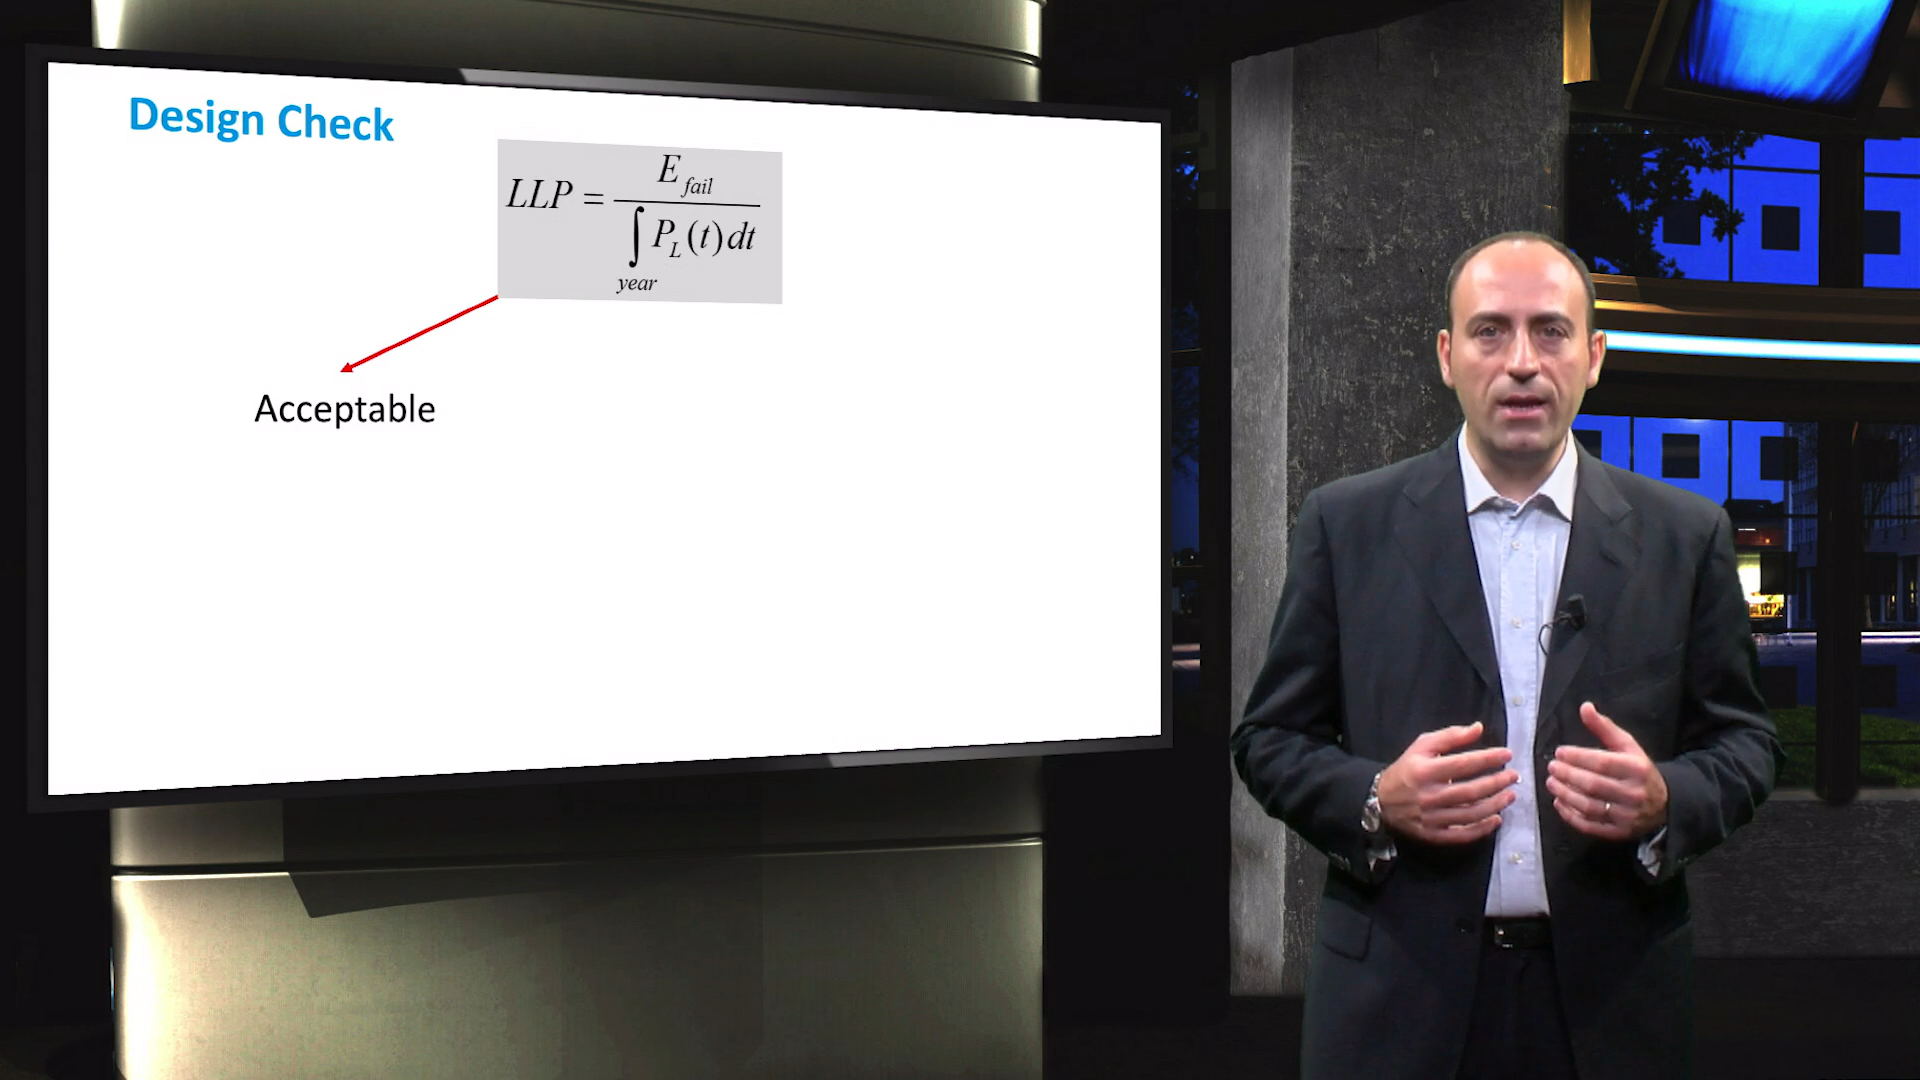 Design Check
LLP = E_fail / ∫_year P_L(t) dt
Acceptable